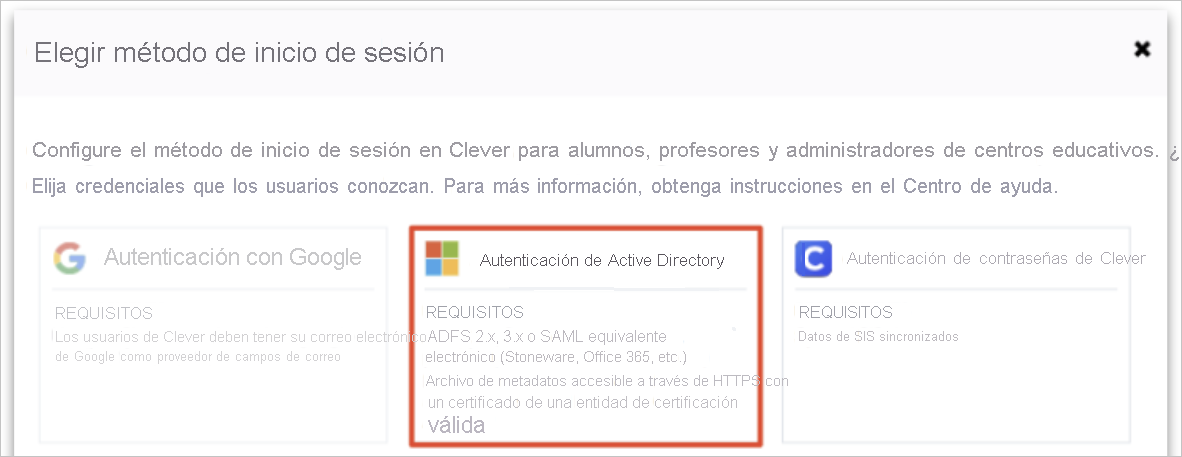 Elegir método de inicio de sesión
Configure el método de inicio de sesión en Clever para alumnos, profesores y administradores de centros educativos. ¿
Elija credenciales que los usuarios conozcan. Para más información, obtenga instrucciones en el Centro de ayuda.
Autenticación con Google
REQUISITOS
Los usuarios de Clever deben tener su correo electrónico
de Google como proveedor de campos de correo
Autenticación de Active Directory
REQUISITOS
ADFS 2.x, 3.x o SAML equivalente
electrónico (Stoneware, Office 365, etc.)
Archivo de metadatos accesible a través de HTTPS con
un certificado de una entidad de certificación
válida
Autenticación de contraseñas de Clever
REQUISITOS
Datos de SIS sincronizados